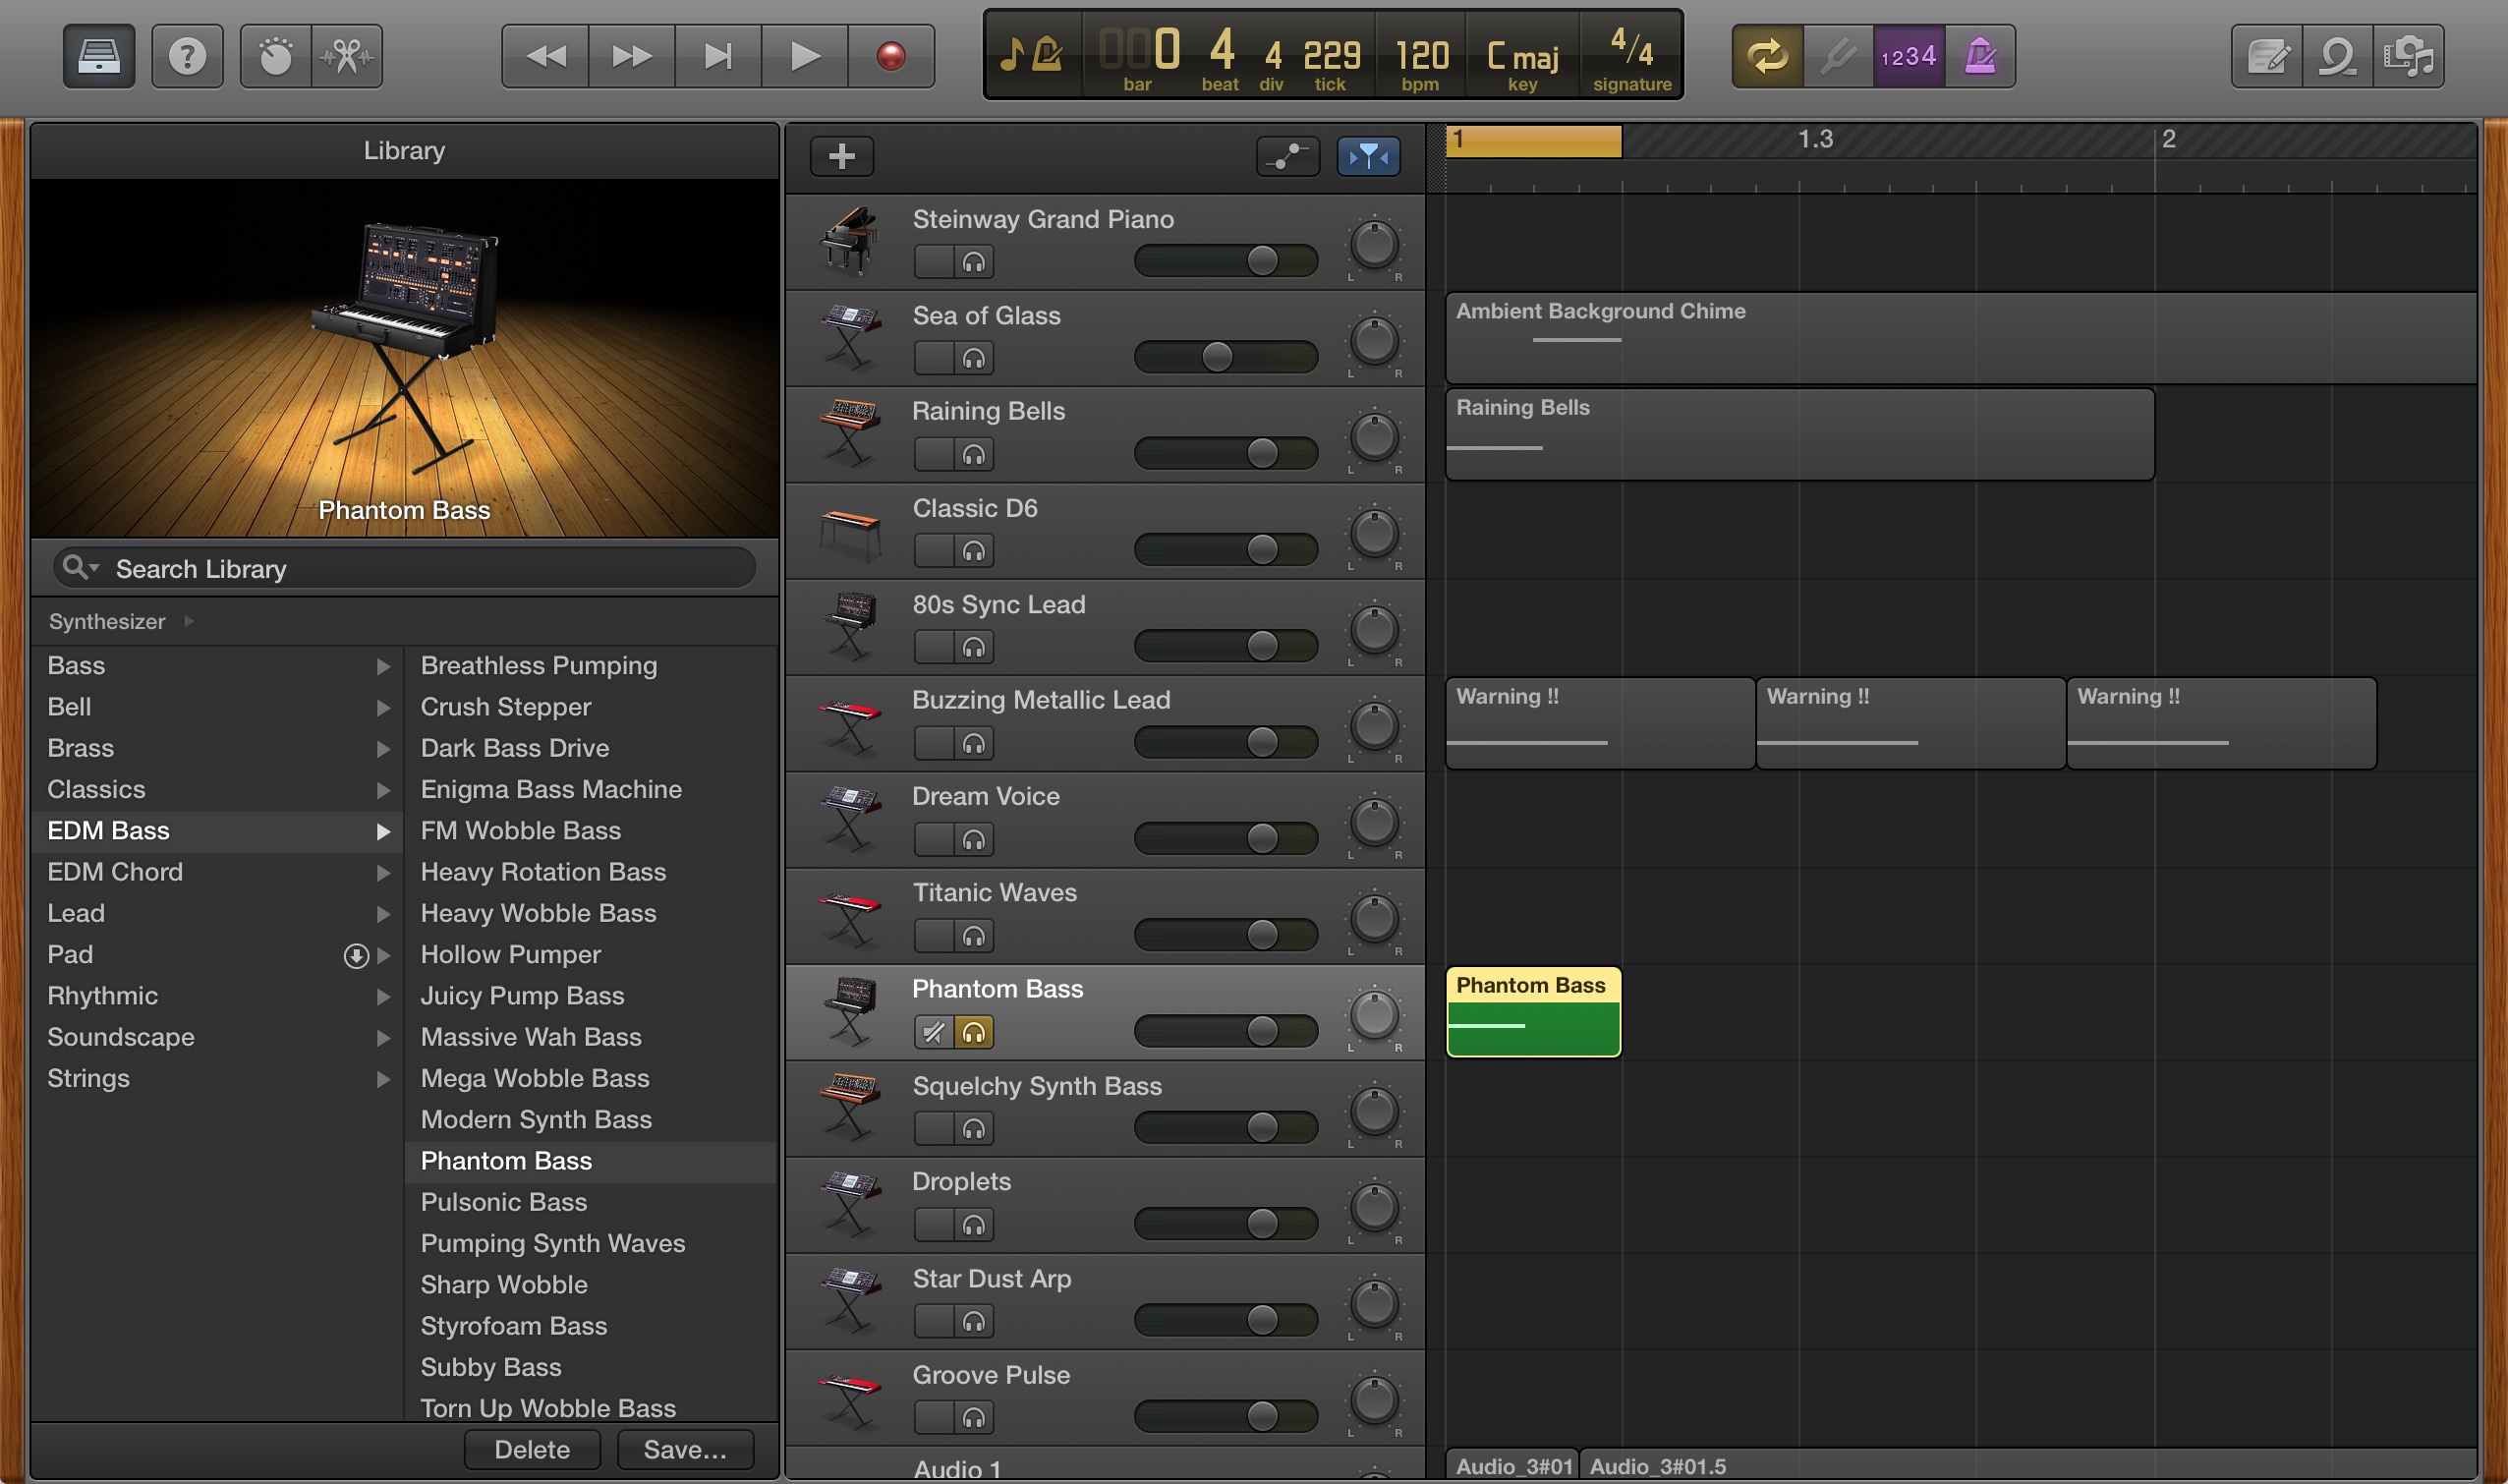 000 4 4 229 120 C maj 4/4
bar beat div tick bpm key signature
1234
Library
Phantom Bass
Search Library
Synthesizer
Bass
Bell
Brass
Classics
EDM Bass
EDM Chord
Lead
Pad
Rhythmic
Soundscape
Strings
Breathless Pumping
Crush Stepper
Dark Bass Drive
Enigma Bass Machine
FM Wobble Bass
Heavy Rotation Bass
Heavy Wobble Bass
Hollow Pumper
Juicy Pump Bass
Massive Wah Bass
Mega Wobble Bass
Modern Synth Bass
Phantom Bass
Pulsonic Bass
Pumping Synth Waves
Sharp Wobble
Styrofoam Bass
Subby Bass
Torn Up Wobble Bass
Delete Save...
1 1.3 2
Steinway Grand Piano
L R
Sea of Glass
L R
Ambient Background Chime
Raining Bells
L R
Raining Bells
Classic D6
L R
80s Sync Lead
L R
Buzzing Metallic Lead
L R
Warning !! Warning !! Warning !!
Dream Voice
L R
Titanic Waves
L R
Phantom Bass
L R
Phantom Bass
Squelchy Synth Bass
L R
Droplets
L R
Star Dust Arp
L R
Groove Pulse
L R
Audio 1
Audio_3#01 Audio_3#01.5